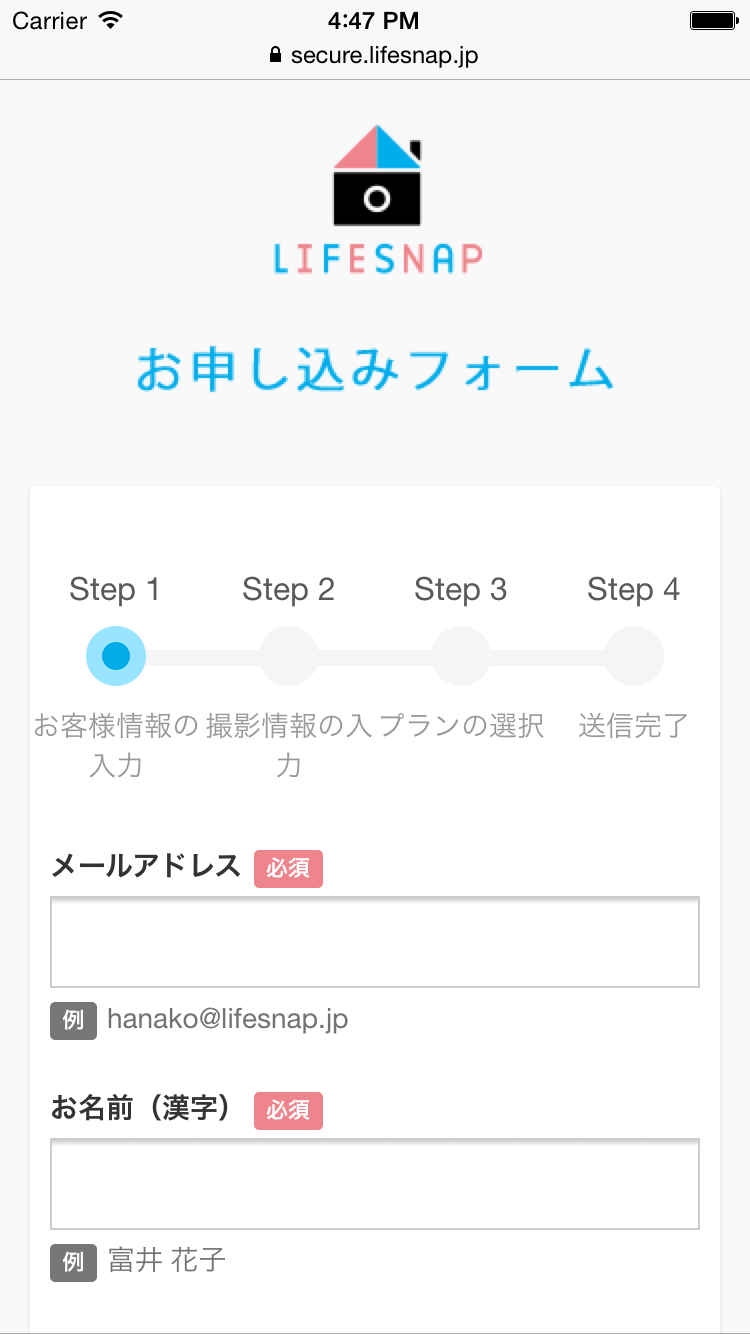 Carrier 4:47 PM
secure.lifesnap.jp
LIFESNAP
お申し込みフォーム
Step 1 Step 2 Step 3 Step 4
お客様情報の 撮影情報の入 プランの選択 送信完了
入力 力
メールアドレス 必須
例 hanako@lifesnap.jp
お名前（漢字） 必須
例 富井 花子